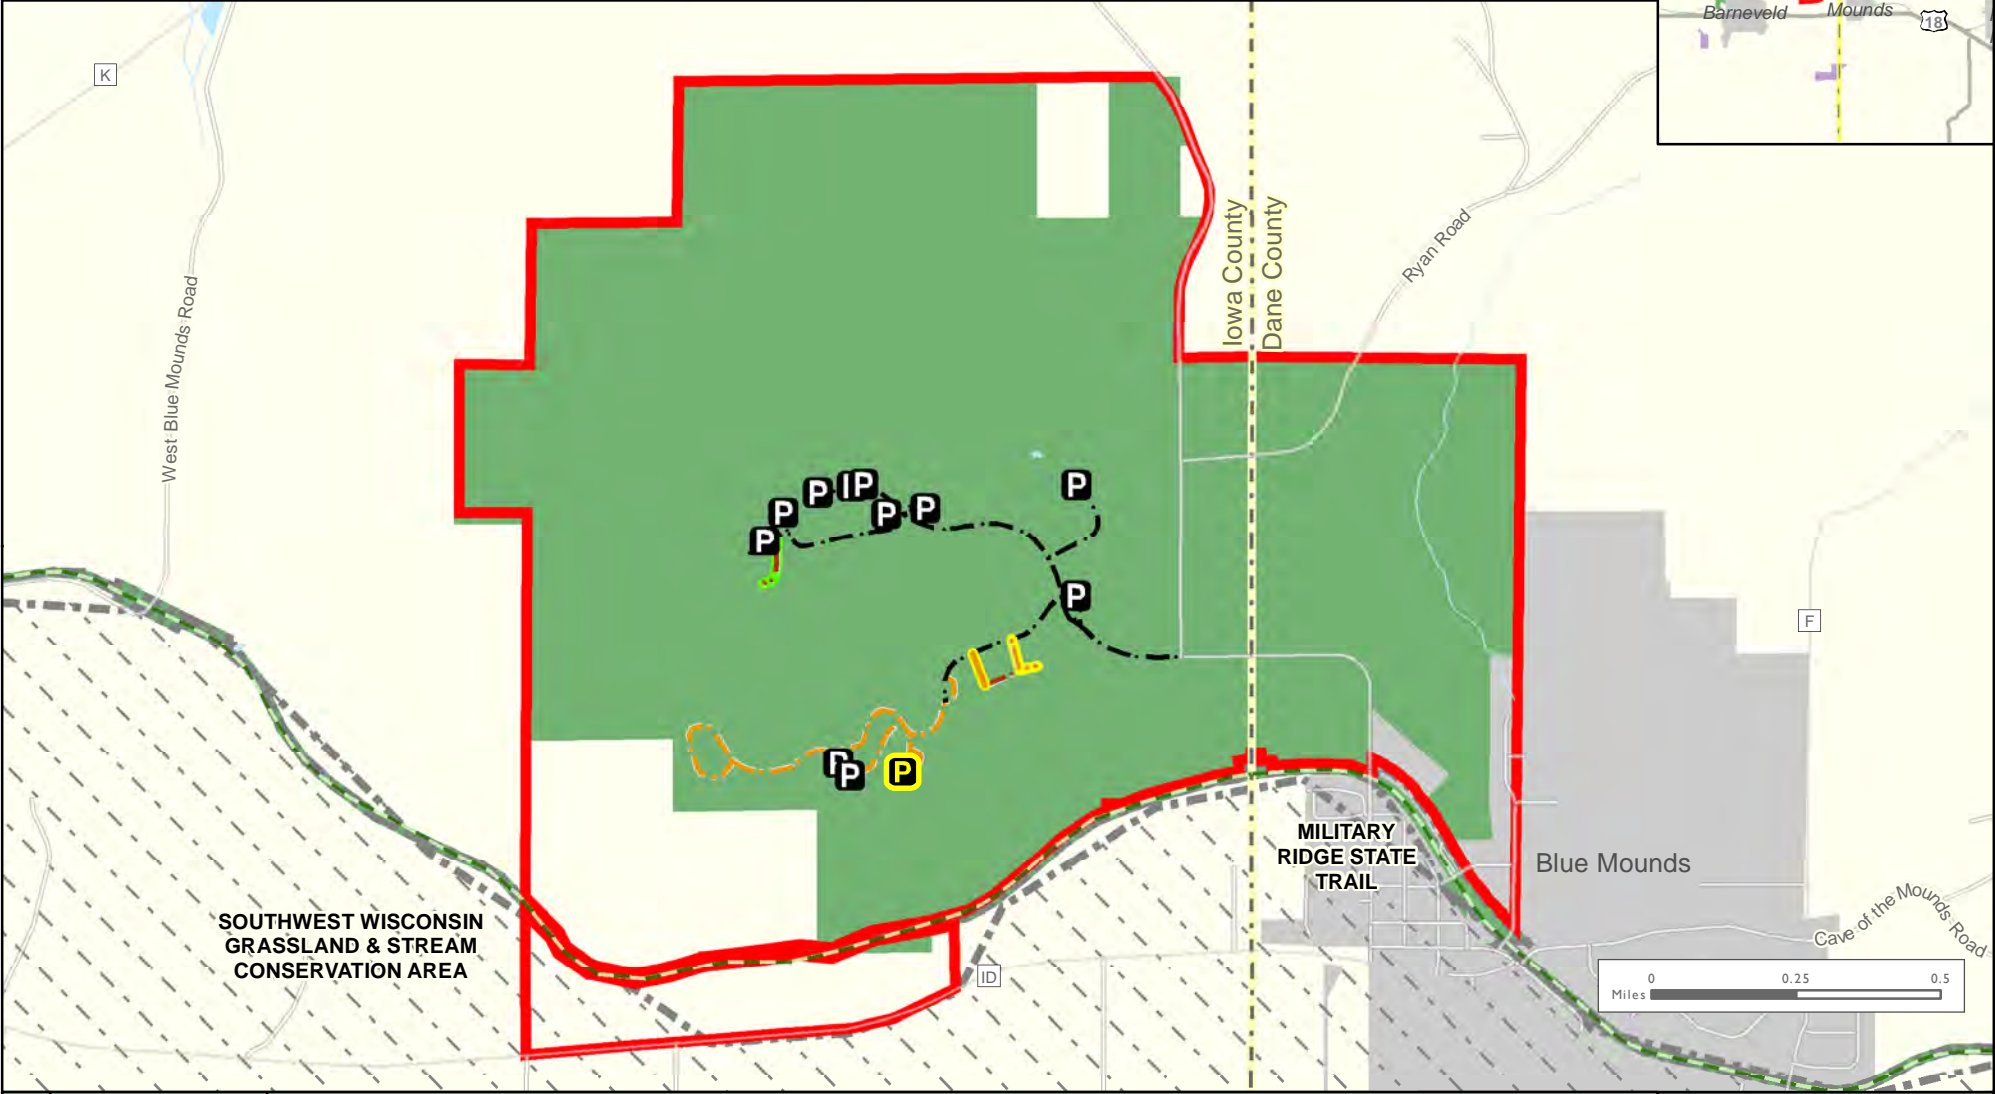 Barneveld
Mounds
18
K
West Blue Mounds Road
Iowa County
Dane County
Ryan Road
P
P
P
I
P
P
P
P
P
F
P
P
P
MILITARY
RIDGE STATE
TRAIL
Blue Mounds
SOUTHWEST WISCONSIN
GRASSLAND & STREAM
CONSERVATION AREA
Cave of the Mounds Road
ID
0 0.25 0.5
Miles